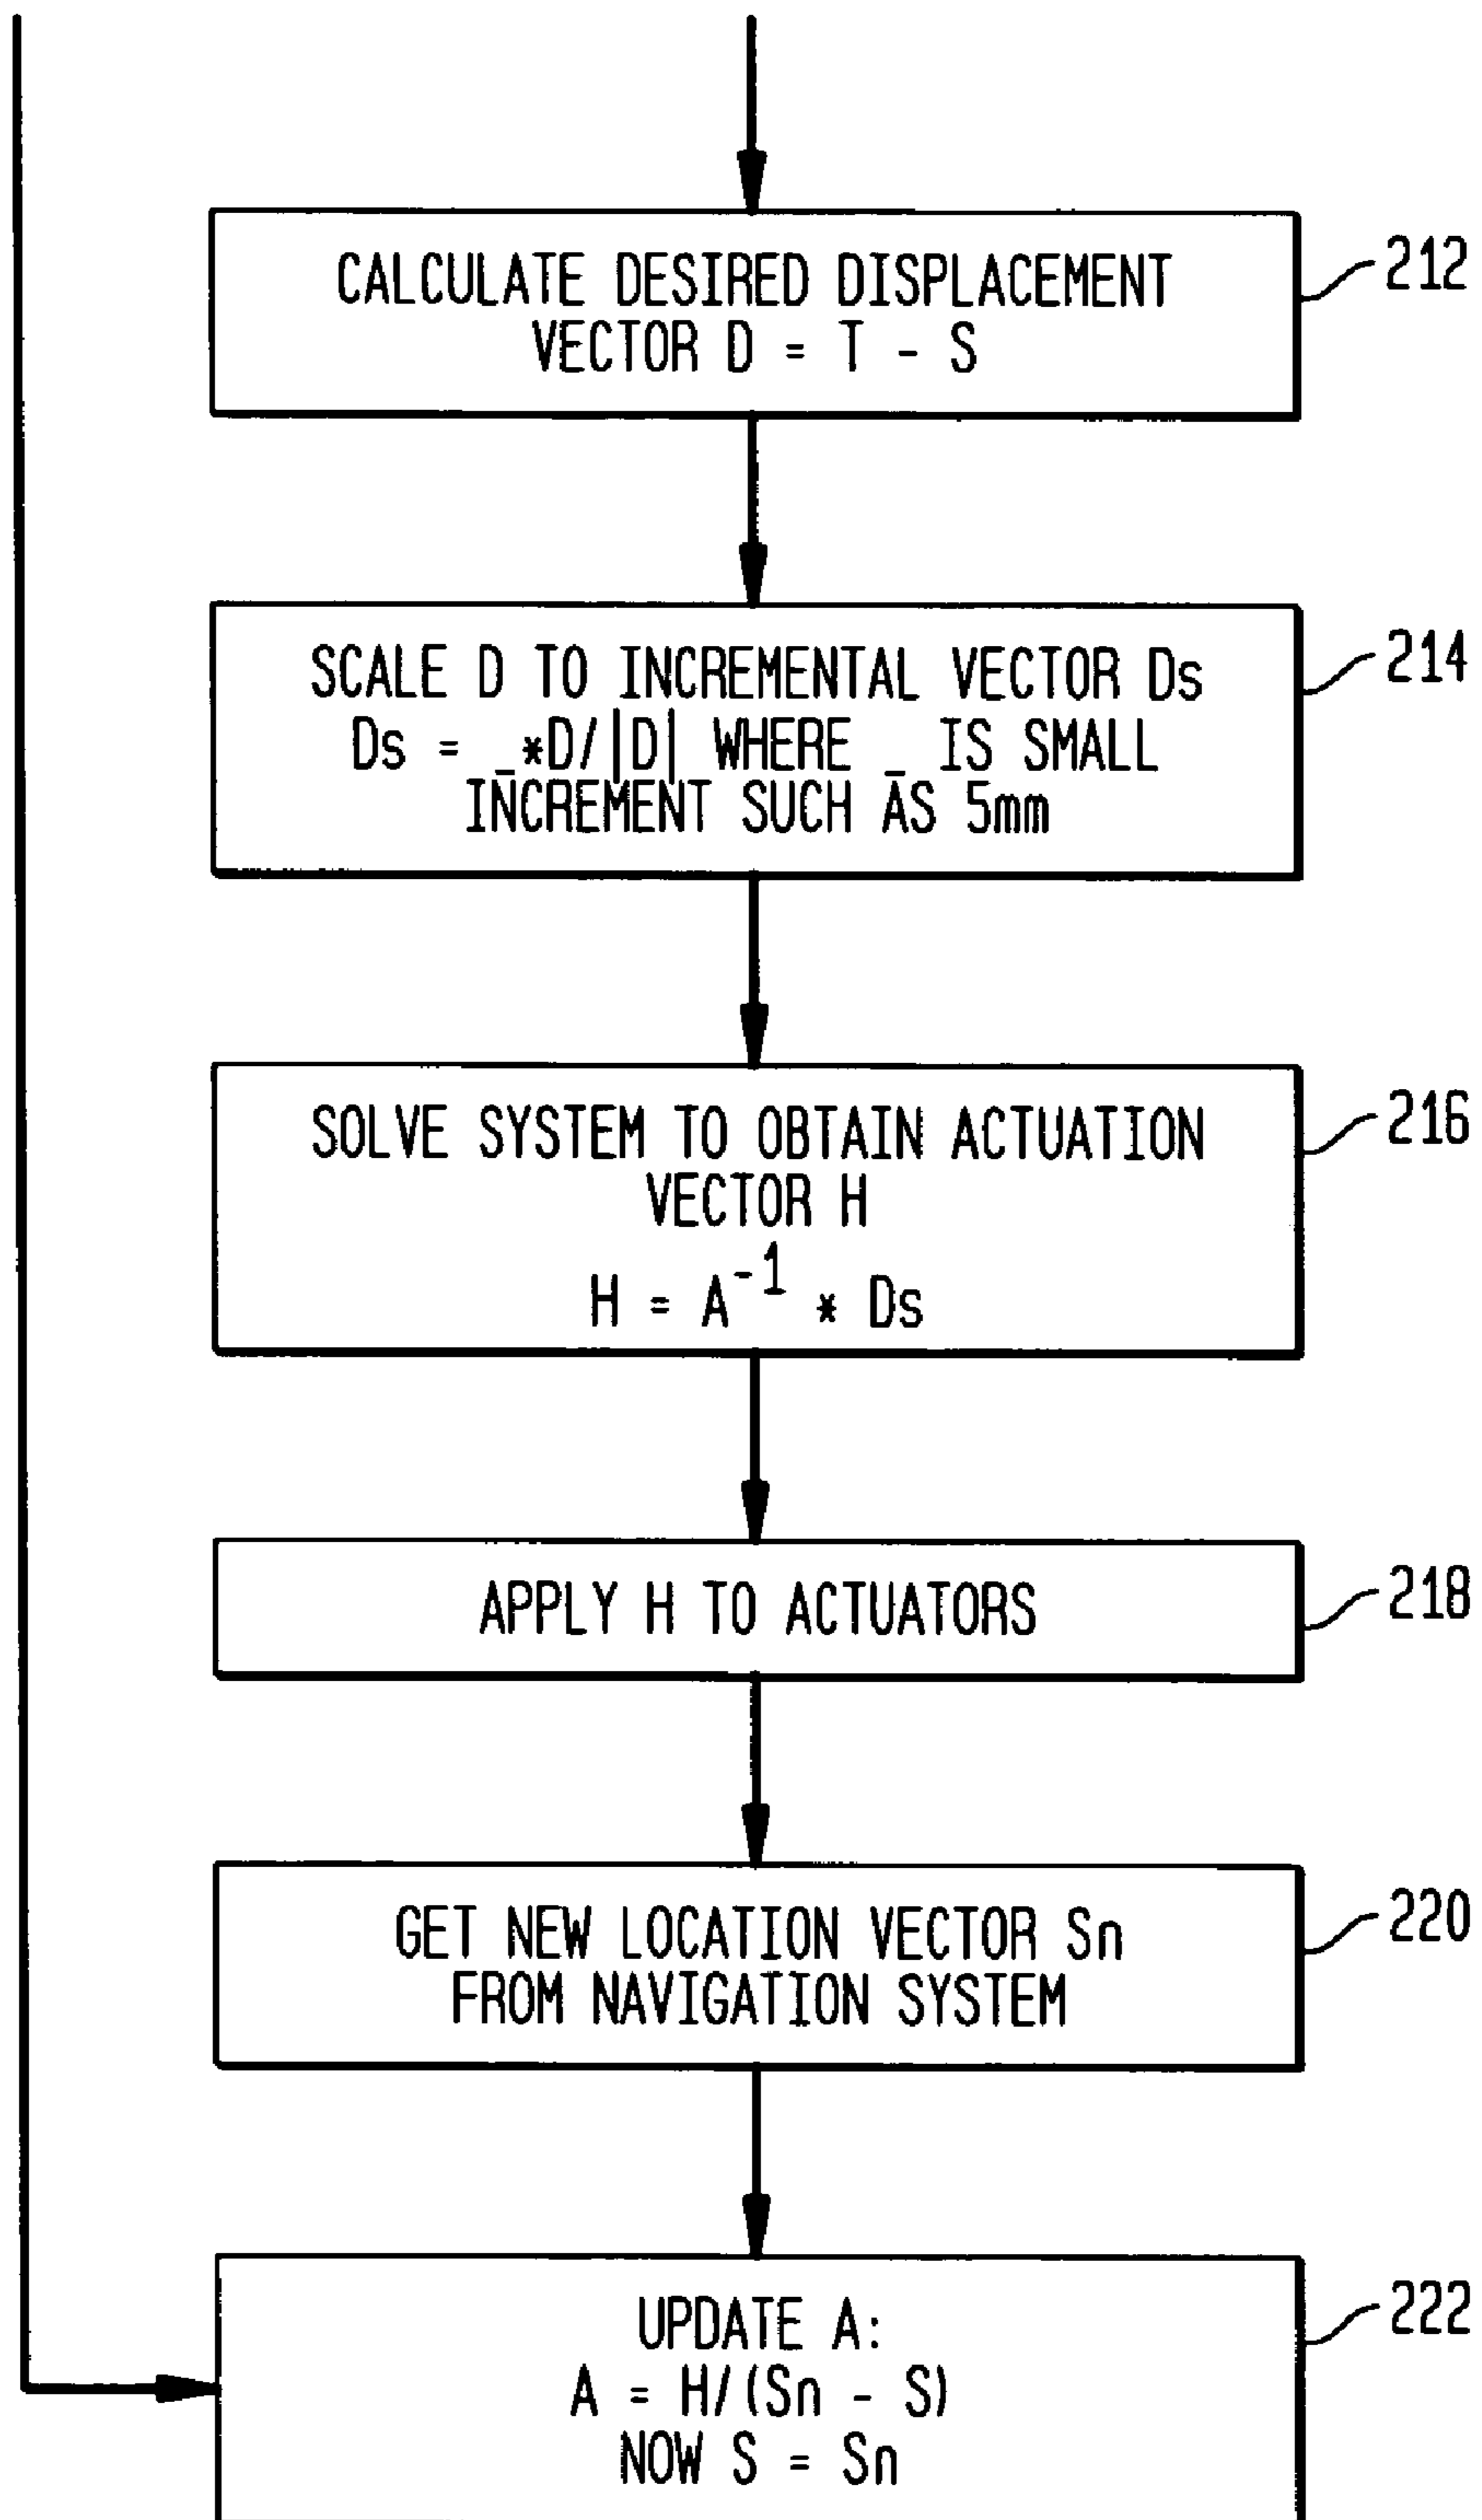 CALCULATE DESIRED DISPLACEMENT
VECTOR D = T - S
212
SCALE D TO INCREMENTAL VECTOR Ds
Ds = _*D/|D| WHERE _ IS SMALL
INCREMENT SUCH AS 5mm
214
SOLVE SYSTEM TO OBTAIN ACTUATION
VECTOR H
H = A⁻¹ * Ds
216
APPLY H TO ACTUATORS
218
GET NEW LOCATION VECTOR Sn
FROM NAVIGATION SYSTEM
220
UPDATE A:
A = H/(Sn - S)
NOW S = Sn
222